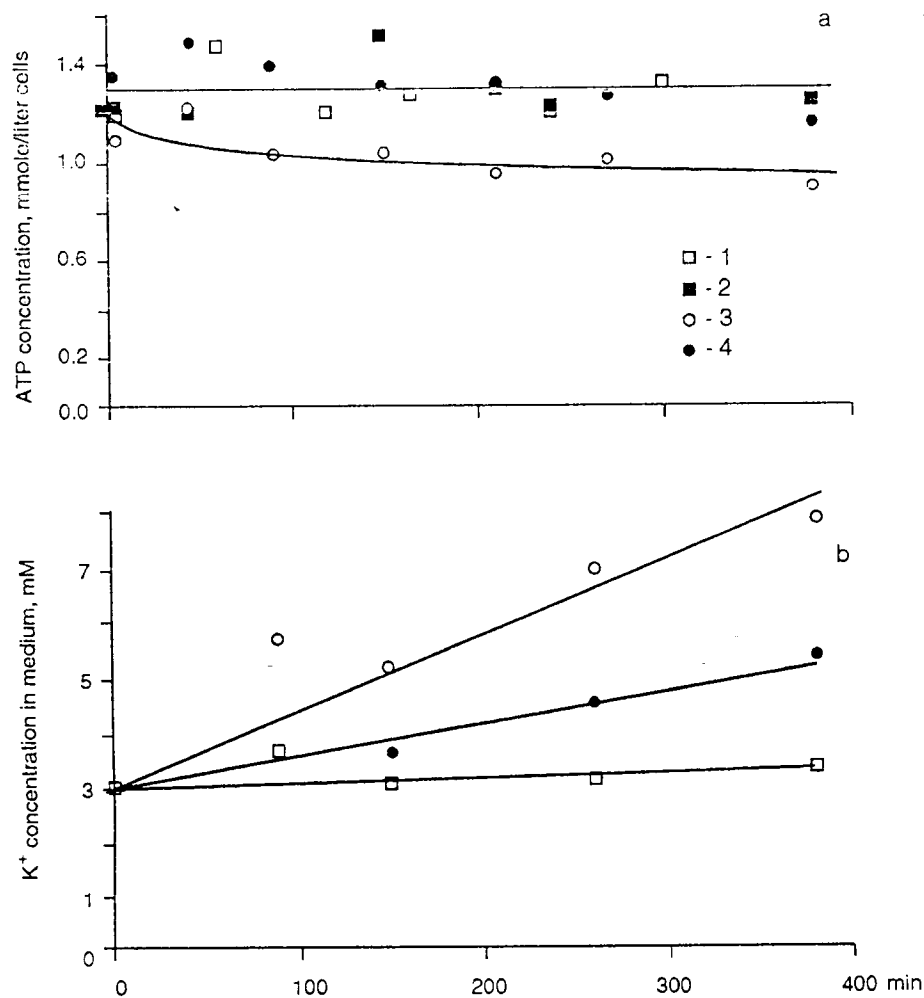 a
1.4
1.0
0.6
0.2
0.0
ATP concentration, mmole/liter cells
- 1
- 2
- 3
- 4
b
7
5
3
1
0
K⁺ concentration in medium, mM
0 100 200 300 400 min